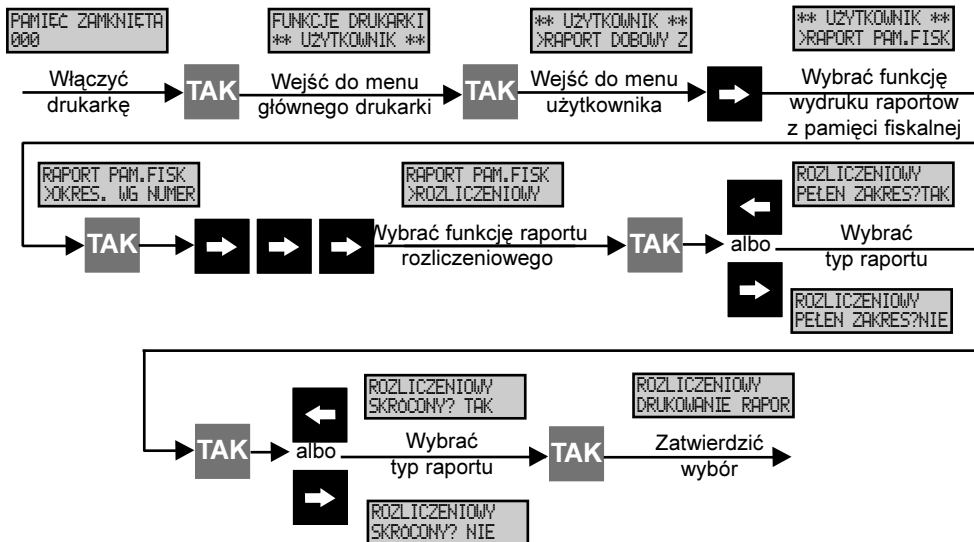 PAMIĘĆ ZAMKNIĘTA
000
FUNKCJE DRUKARKI
** UŻYTKOWNIK **
** UŻYTKOWNIK **
>RAPORT DOBOWY Z
** UŻYTKOWNIK **
>RAPORT PAM.FISK
Włączyć
drukarkę
TAK
Wejść do menu
głównego drukarki
TAK
Wejść do menu
użytkownika
Wybrać funkcję
wydruku raportow
z pamięci fiskalnej
RAPORT PAM.FISK
>OKRES. WG NUMER
RAPORT PAM.FISK
>ROZLICZENIOWY
ROZLICZENIOWY
PEŁEN ZAKRES?TAK
TAK
Wybrać funkcję raportu
rozliczeniowego
TAK
albo
Wybrać
typ raportu
ROZLICZENIOWY
PEŁEN ZAKRES?NIE
ROZLICZENIOWY
SKRÓCONY? TAK
ROZLICZENIOWY
DRUKOWANIE RAPOR
TAK
albo
Wybrać
typ raportu
TAK
Zatwierdzić
wybór
ROZLICZENIOWY
SKRÓCONY? NIE